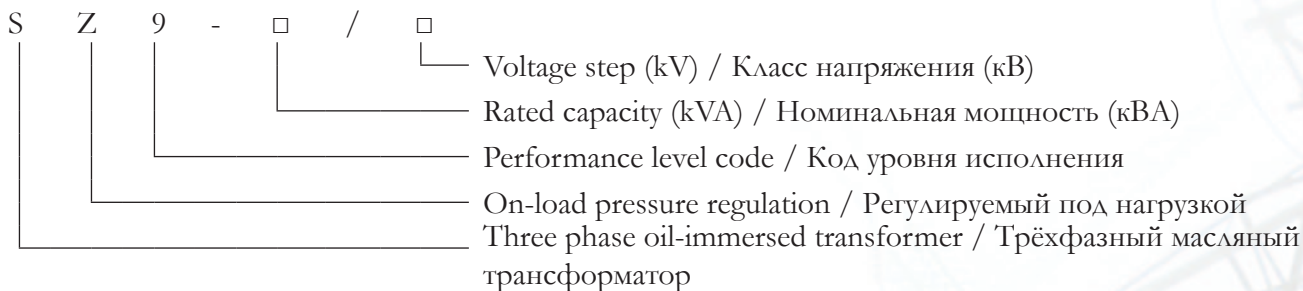 S Z 9 - □ / □
Voltage step (kV) / Класс напряжения (кВ)
Rated capacity (kVA) / Номинальная мощность (кВА)
Performance level code / Код уровня исполнения
On-load pressure regulation / Регулируемый под нагрузкой
Three phase oil-immersed transformer / Трёхфазный масляный
трансформатор